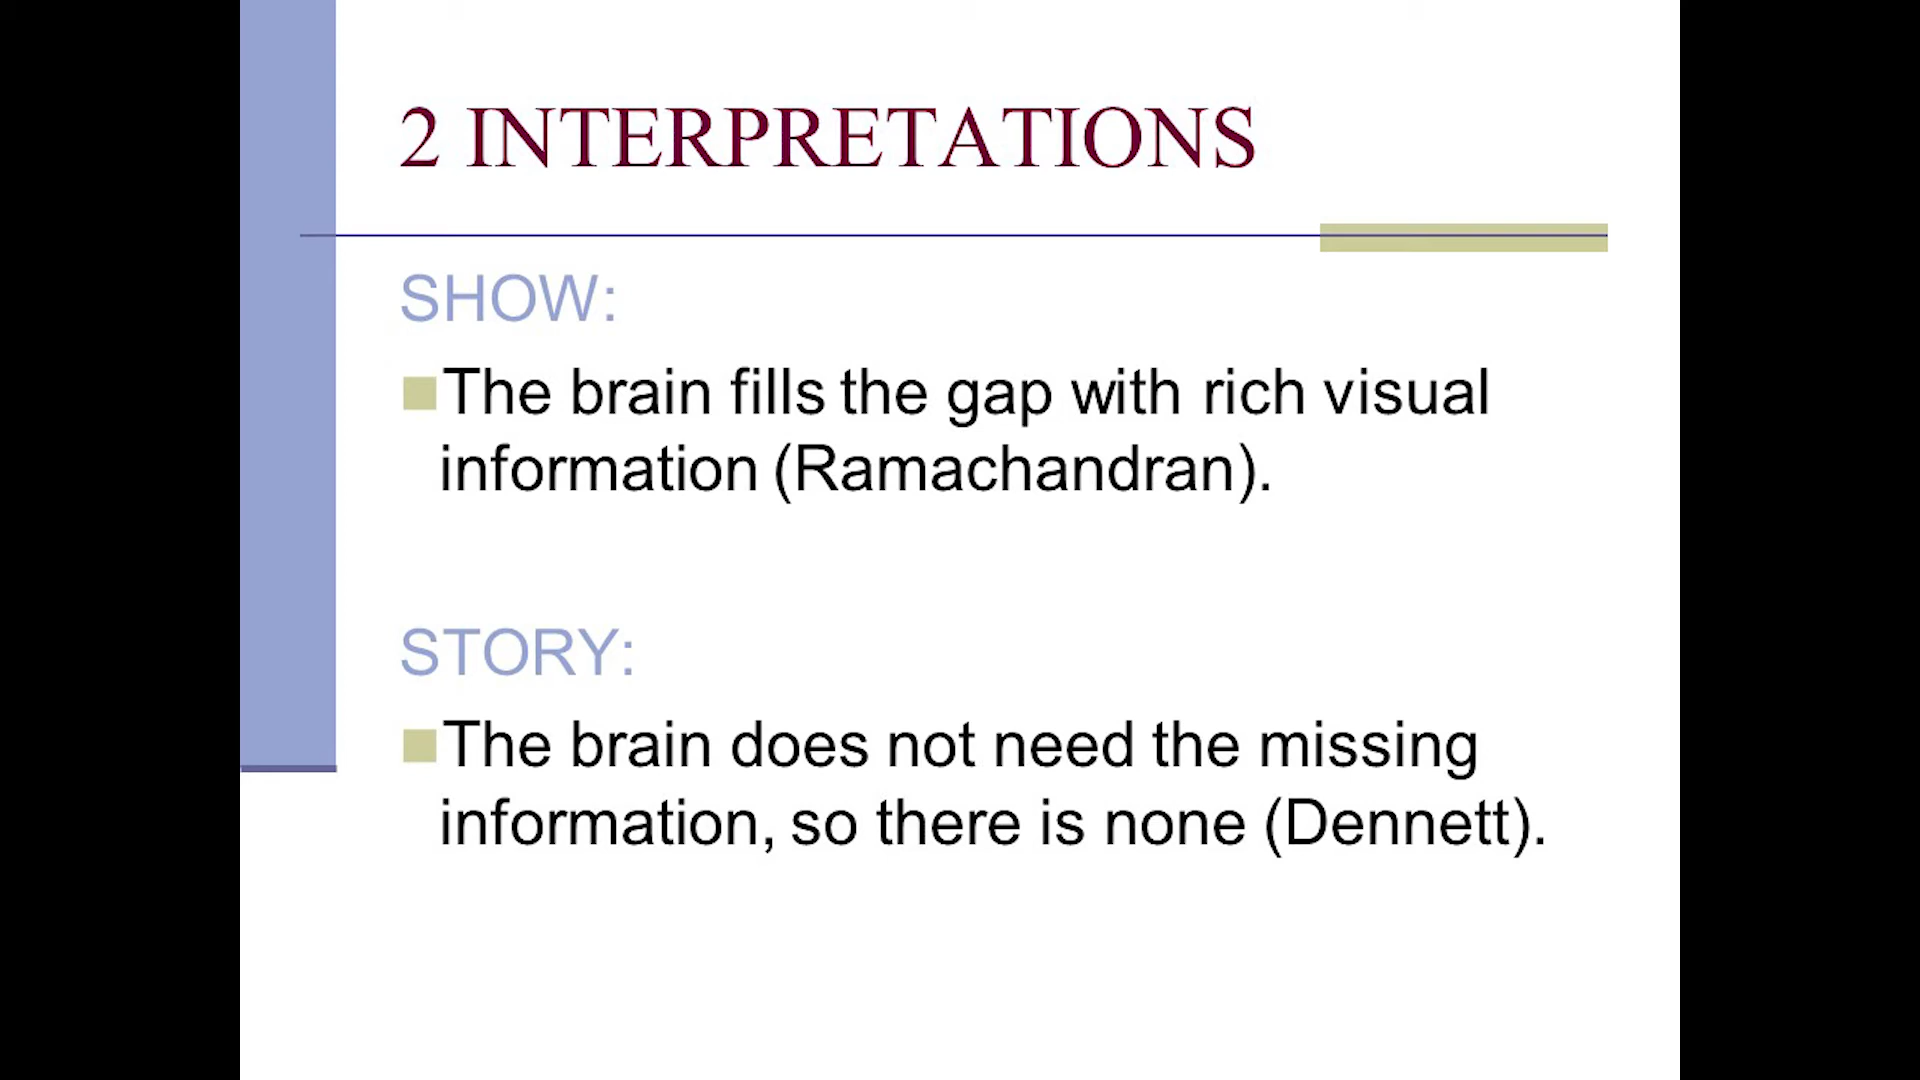 2 INTERPRETATIONS
SHOW:
The brain fills the gap with rich visual
information (Ramachandran).
STORY:
The brain does not need the missing
information, so there is none (Dennett).